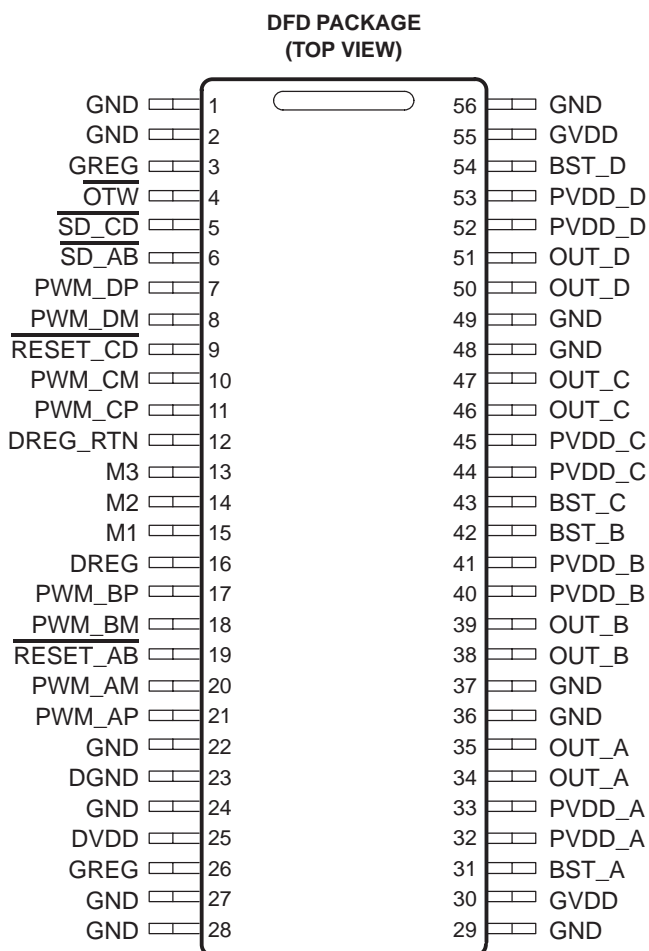 DFD PACKAGE
(TOP VIEW)
GND 1 56 GND
GND 2 55 GVDD
GREG 3 54 BST_D
OTW 4 53 PVDD_D
SD_CD 5 52 PVDD_D
SD_AB 6 51 OUT_D
PWM_DP 7 50 OUT_D
PWM_DM 8 49 GND
RESET_CD 9 48 GND
PWM_CM 10 47 OUT_C
PWM_CP 11 46 OUT_C
DREG_RTN 12 45 PVDD_C
M3 13 44 PVDD_C
M2 14 43 BST_C
M1 15 42 BST_B
DREG 16 41 PVDD_B
PWM_BP 17 40 PVDD_B
PWM_BM 18 39 OUT_B
RESET_AB 19 38 OUT_B
PWM_AM 20 37 GND
PWM_AP 21 36 GND
GND 22 35 OUT_A
DGND 23 34 OUT_A
GND 24 33 PVDD_A
DVDD 25 32 PVDD_A
GREG 26 31 BST_A
GND 27 30 GVDD
GND 28 29 GND